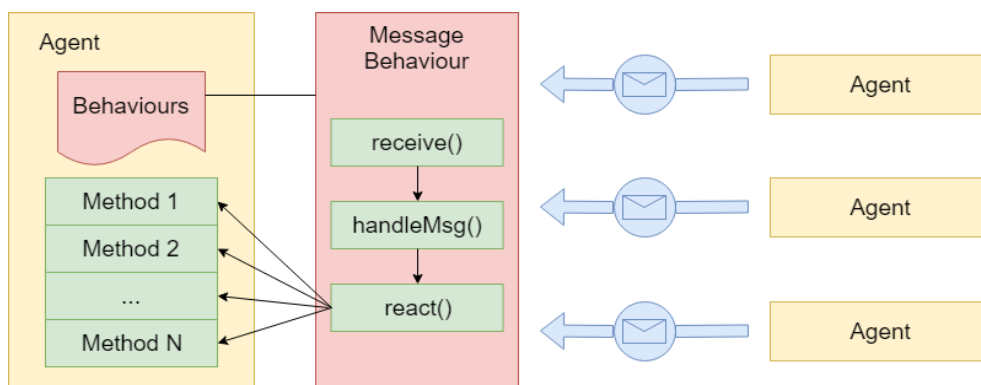 Agent
Behaviours
Method 1
Method 2
...
Method N
Message
Behaviour
receive()
handleMsg()
react()
Agent
Agent
Agent